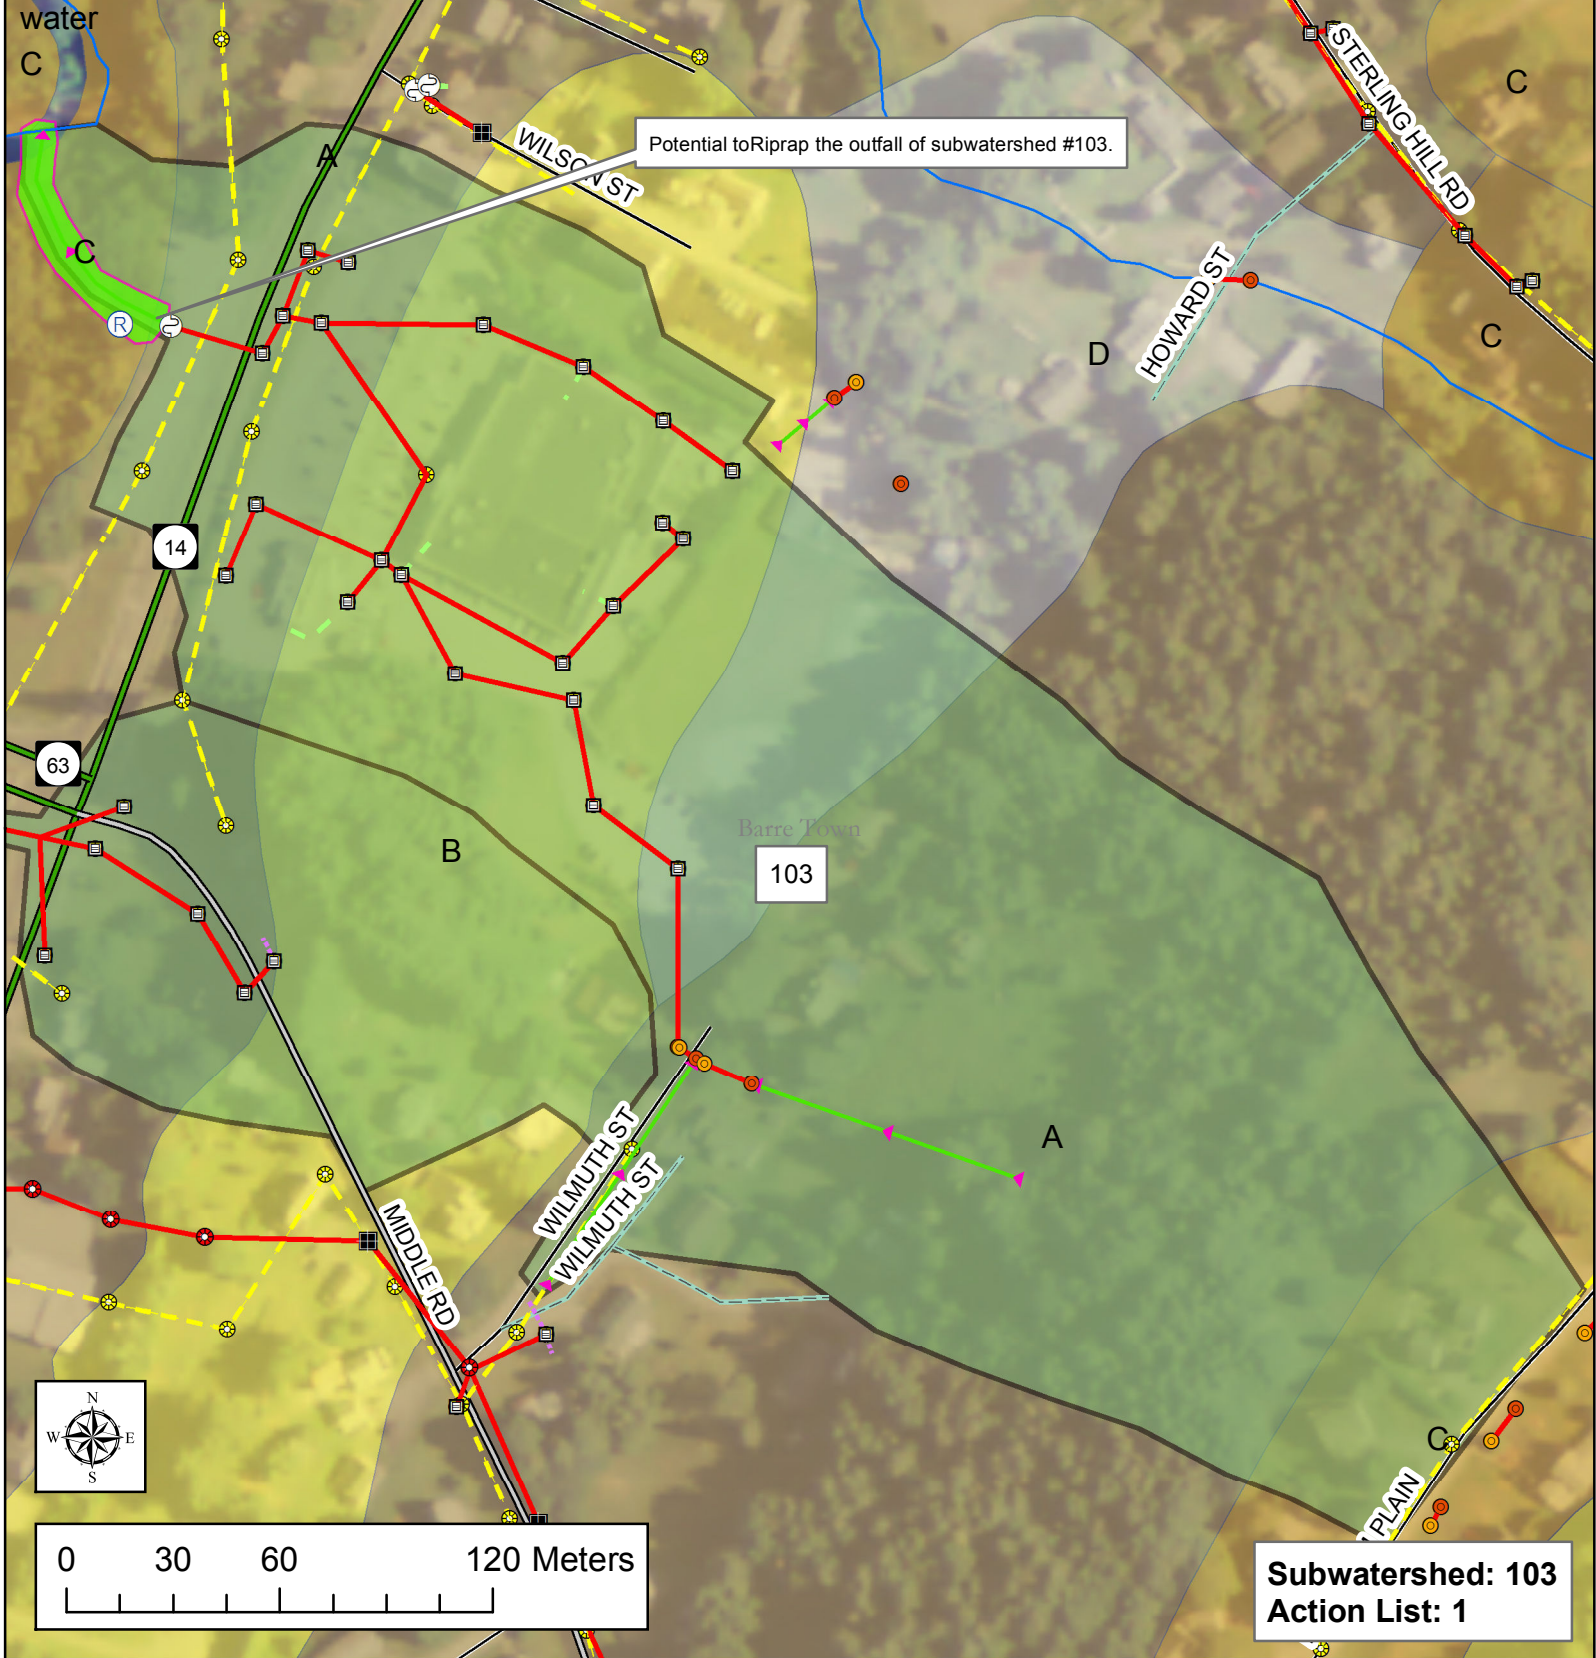 water
C
A
C
WILSON ST
Potential toRiprap the outfall of subwatershed #103.
STERLING HILL RD
C
HOWARD ST
D
C
R
14
63
B
Barre Town
103
A
WILMUTH ST
WILMUTH ST
MIDDLE RD
C
PLAIN
N
W E
S
0 30 60 120 Meters
Subwatershed: 103
Action List: 1